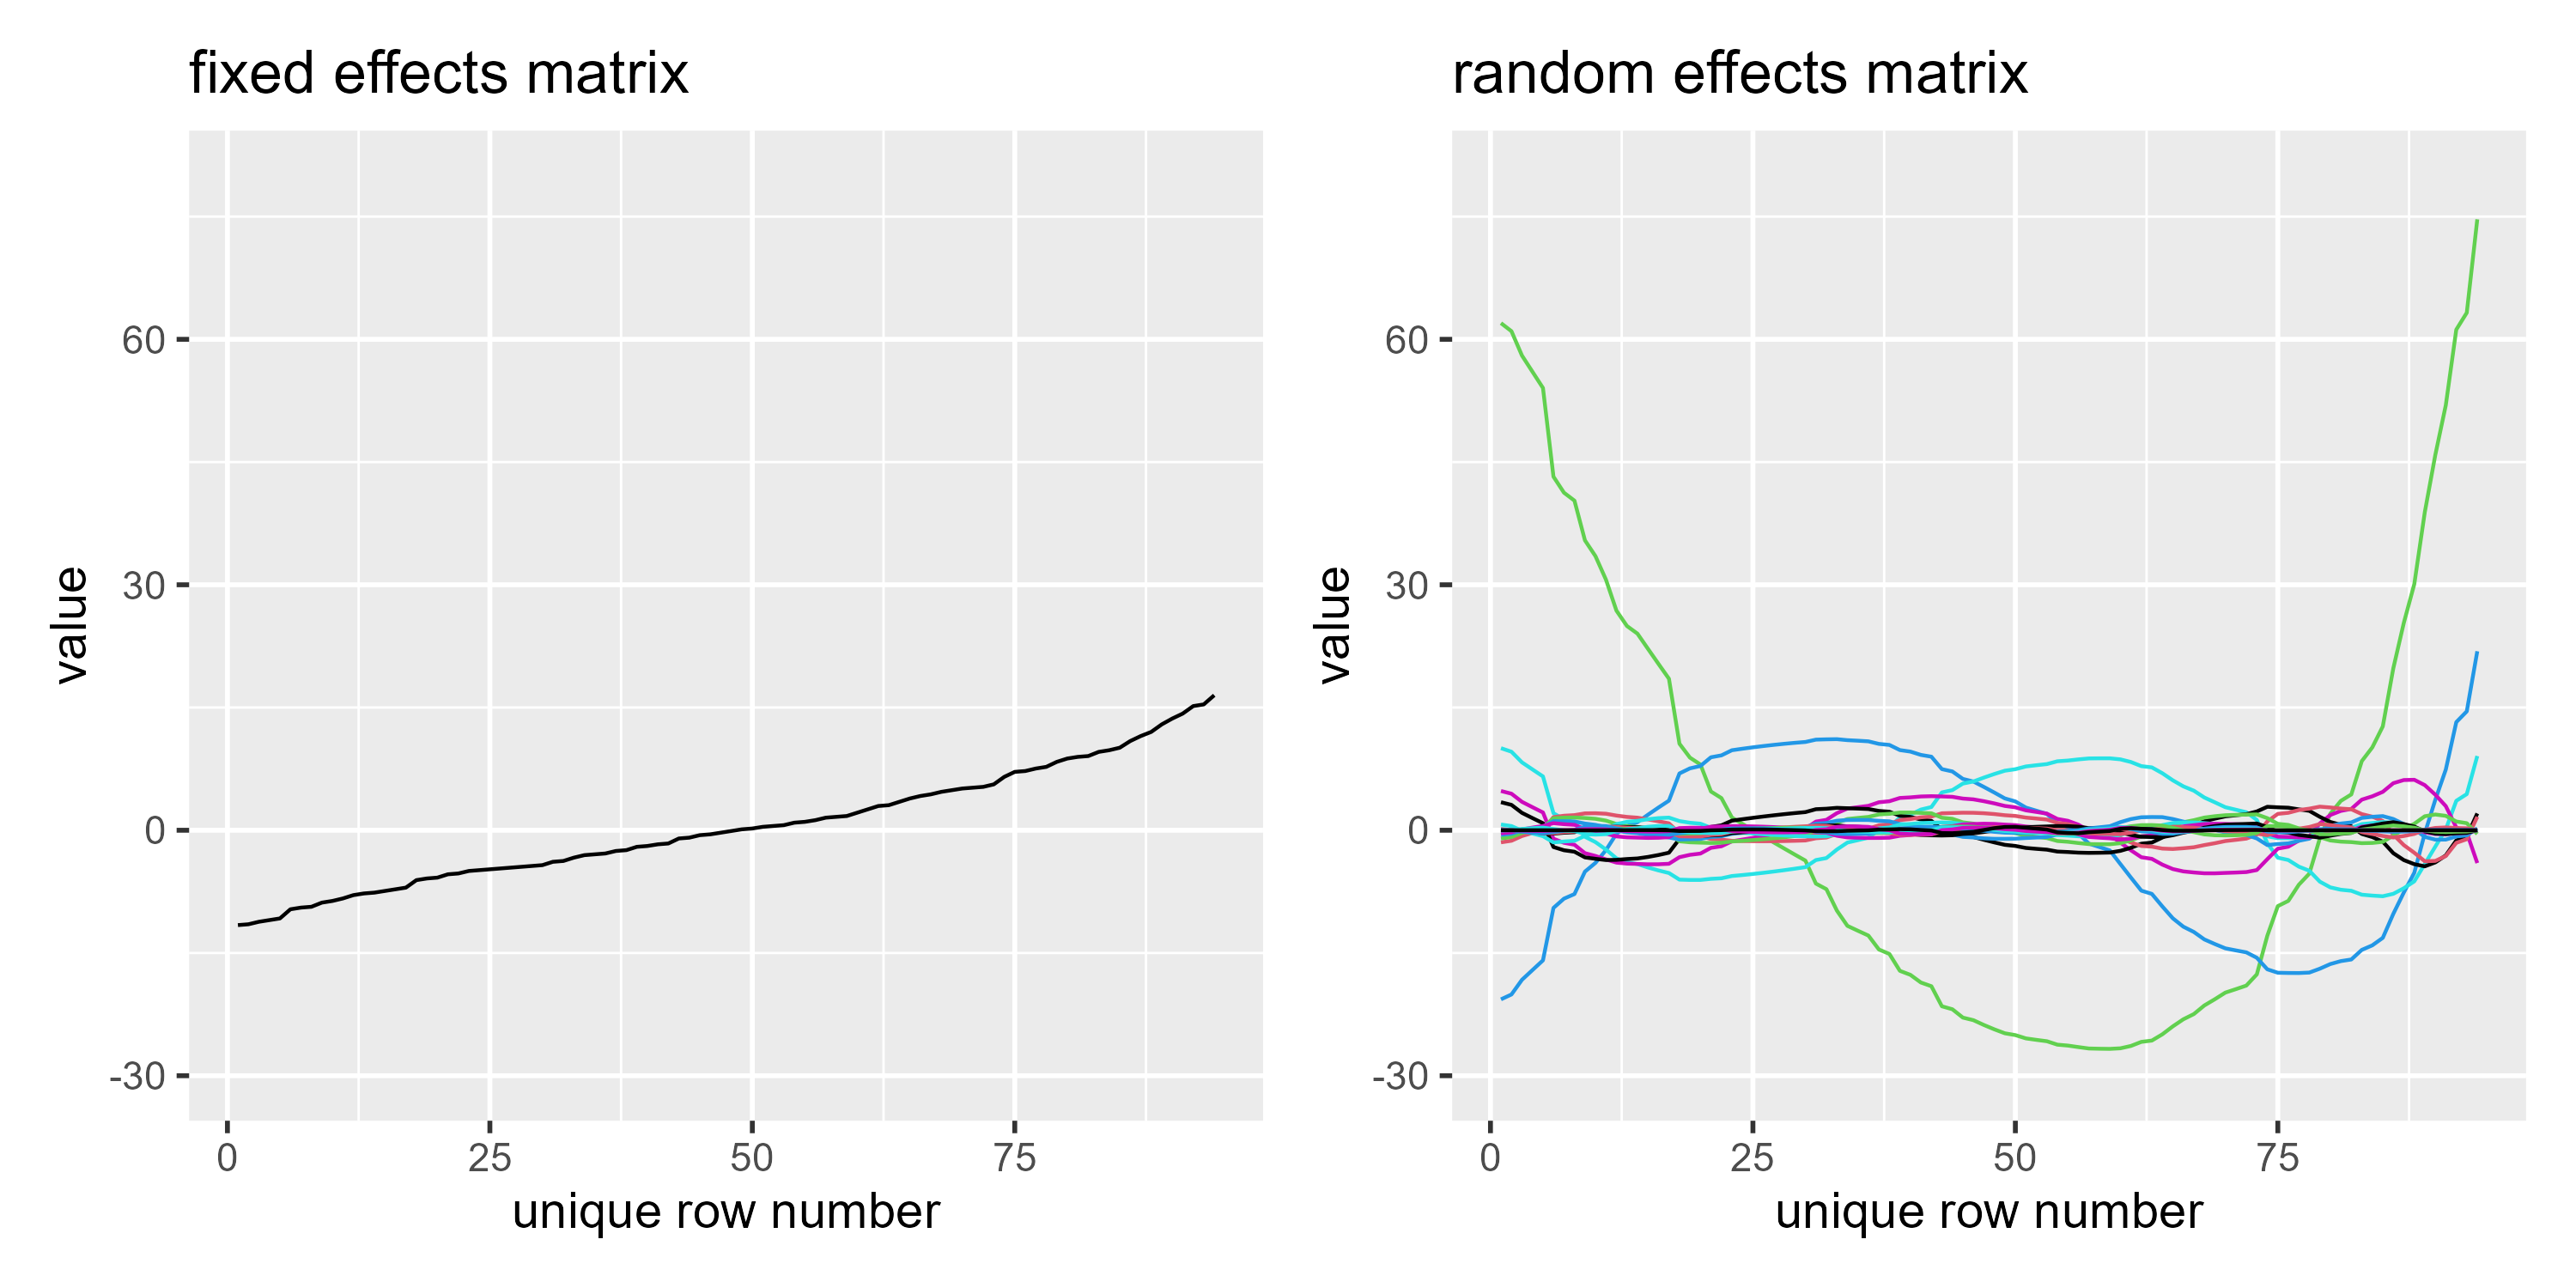 fixed effects matrix
value
60
30
0
-30
0 25 50 75
unique row number
random effects matrix
value
60
30
0
-30
0 25 50 75
unique row number